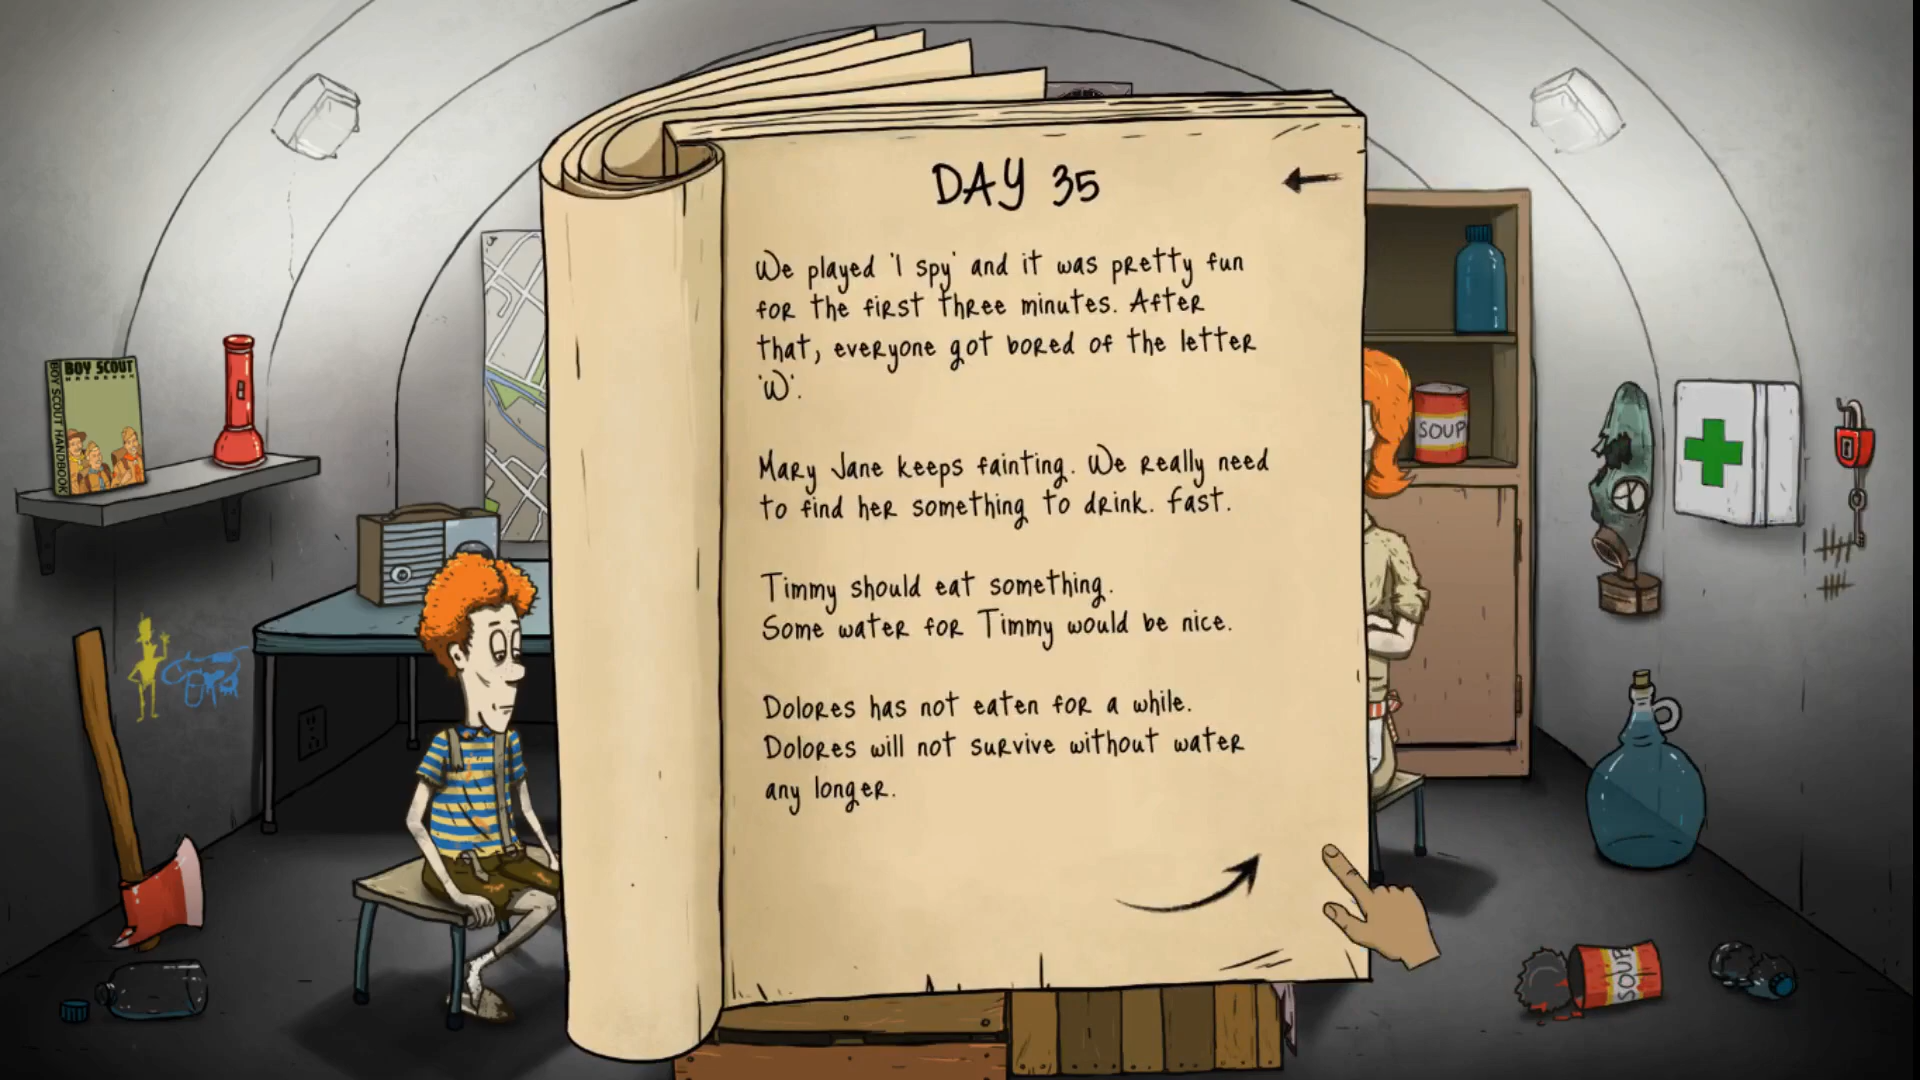 DAY 35
We played 'I spy' and it was pretty fun
for the first three minutes. After
that, everyone got bored of the letter
'W'.
Mary Jane keeps fainting. We really need
to find her something to drink. Fast.
Timmy should eat something.
Some water for Timmy would be nice.
Dolores has not eaten for a while.
Dolores will not survive without water
any longer.
BOY SCOUT
BOY SCOUT HANDBOOK
SOUP
SOUP